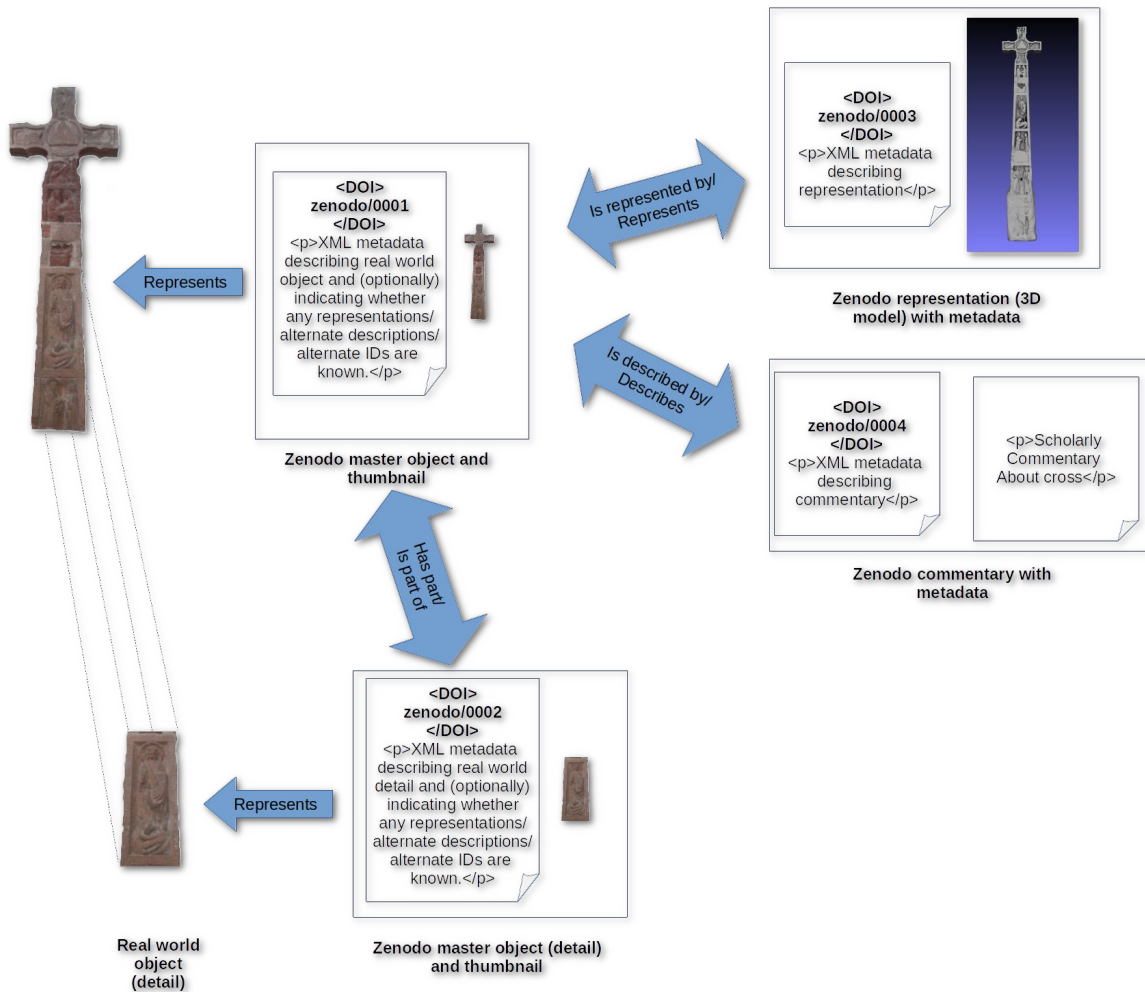 <DOI>
zenodo/0001
</DOI>
<p>XML metadata
describing real world
object and (optionally)
indicating whether
any representations/
alternate descriptions/
alternate IDs are
known.</p>
Represents
Zenodo master object and
thumbnail
Is represented by/
Represents
<DOI>
zenodo/0003
</DOI>
<p>XML metadata
describing
representation</p>
Zenodo representation (3D
model) with metadata
Is described by/
Describes
<DOI>
zenodo/0004
</DOI>
<p>XML metadata
describing
commentary</p>
<p>Scholarly
Commentary
About cross</p>
Zenodo commentary with
metadata
Has part/
Is part of
<DOI>
zenodo/0002
</DOI>
<p>XML metadata
describing real world
detail and (optionally)
indicating whether
any representations/
alternate descriptions/
alternate IDs are
known.</p>
Represents
Real world
object
(detail)
Zenodo master object (detail)
and thumbnail